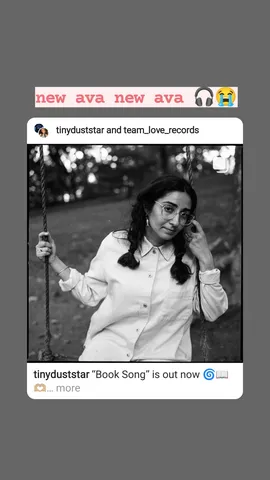 new ava new ava 🎧😭
tinyduststar and team_love_records
tinyduststar “Book Song” is out now 🌀📖
🫶🏼... more